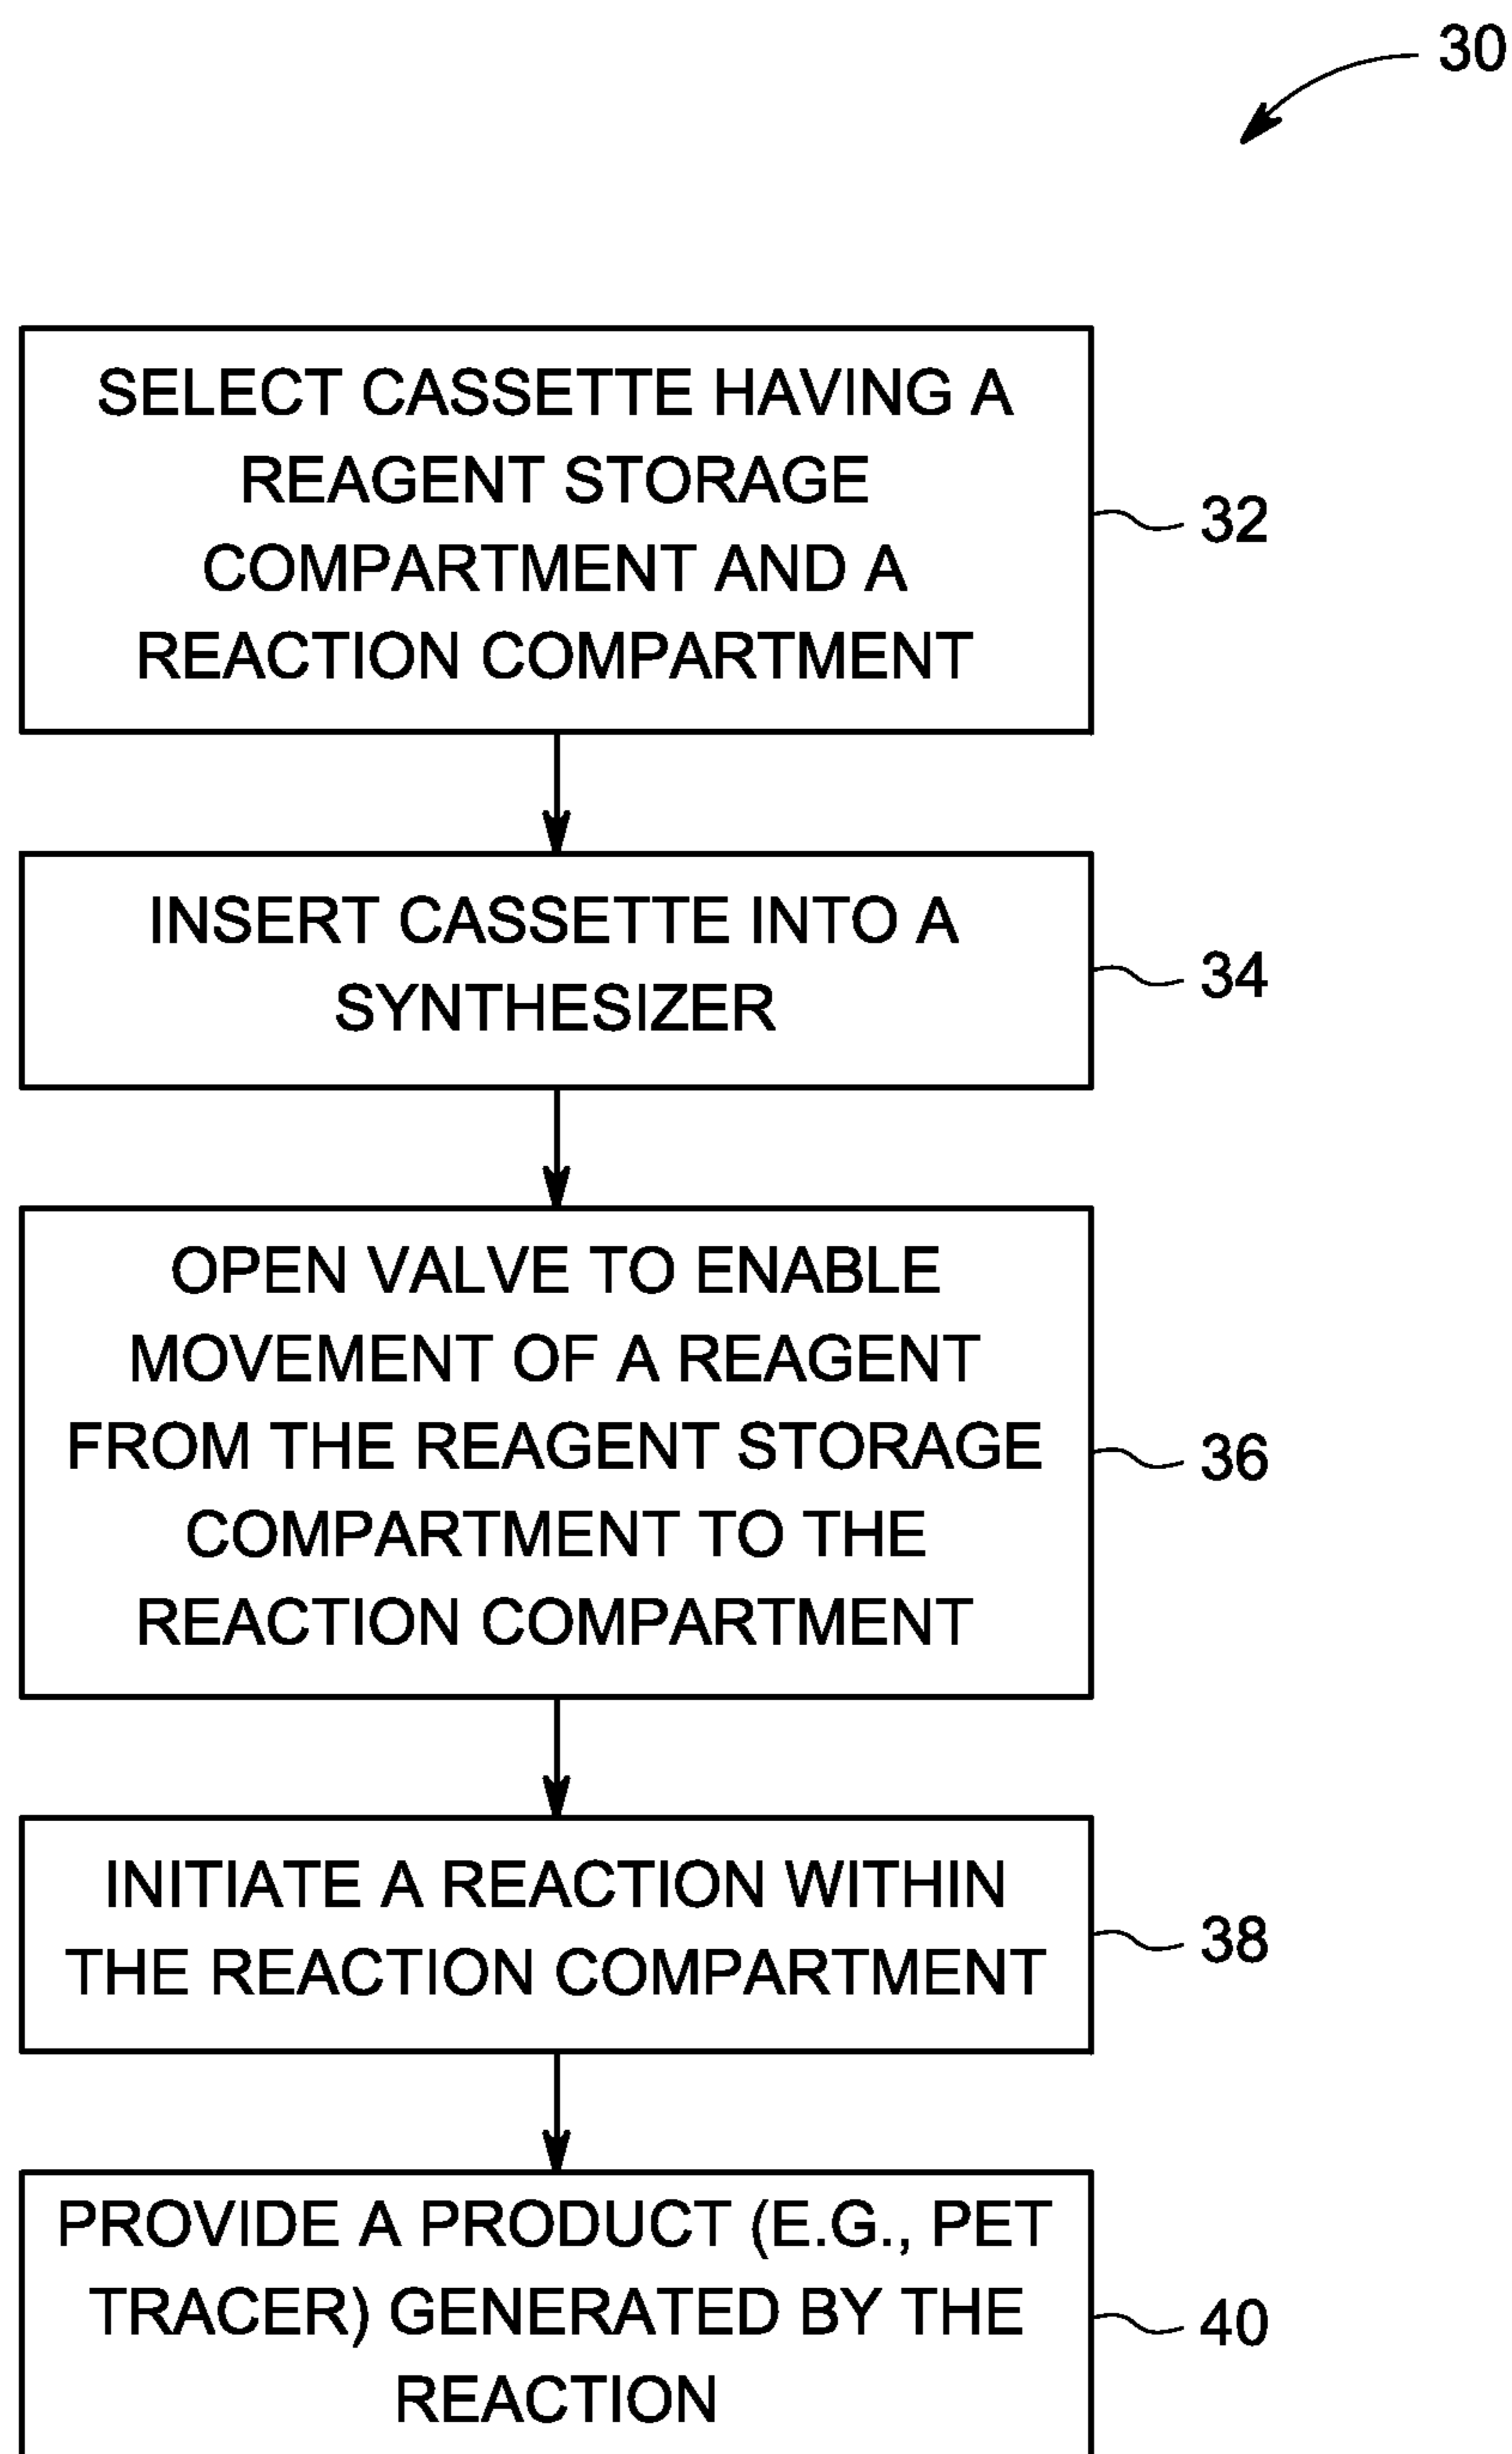 30
SELECT CASSETTE HAVING A
REAGENT STORAGE
COMPARTMENT AND A
REACTION COMPARTMENT
32
INSERT CASSETTE INTO A
SYNTHESIZER
34
OPEN VALVE TO ENABLE
MOVEMENT OF A REAGENT
FROM THE REAGENT STORAGE
COMPARTMENT TO THE
REACTION COMPARTMENT
36
INITIATE A REACTION WITHIN
THE REACTION COMPARTMENT
38
PROVIDE A PRODUCT (E.G., PET
TRACER) GENERATED BY THE
REACTION
40